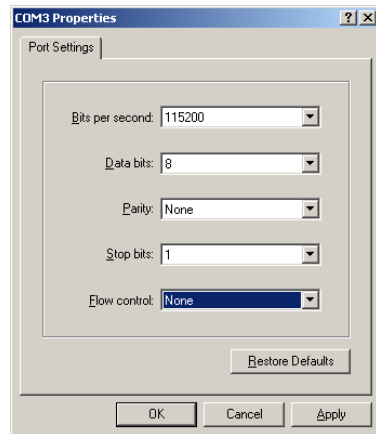 COM3 Properties
Port Settings
Bits per second: 115200
Data bits: 8
Parity: None
Stop bits: 1
Flow control: None
Restore Defaults
OK Cancel Apply